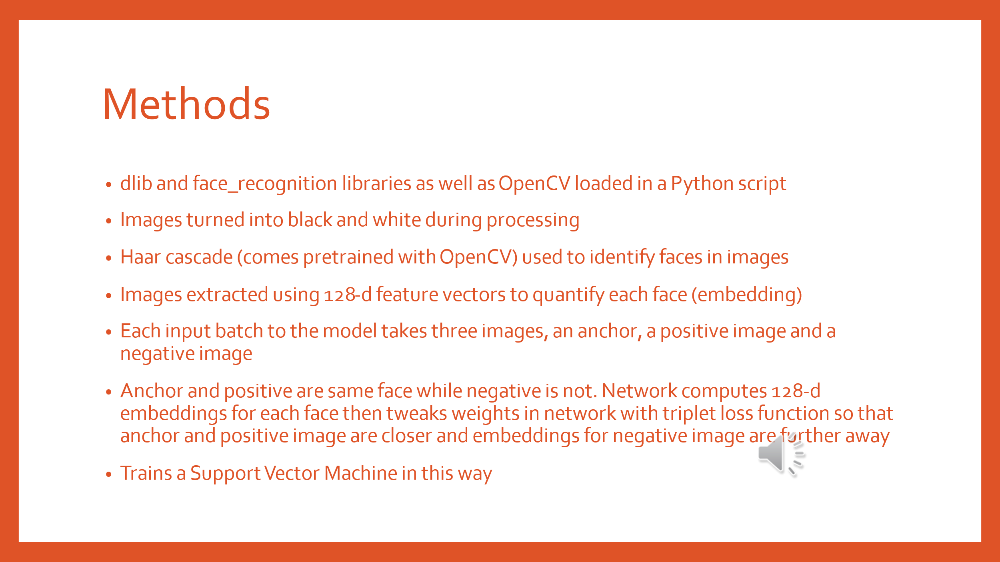 Methods
• dlib and face_recognition libraries as well as OpenCV loaded in a Python script
• Images turned into black and white during processing
• Haar cascade (comes pretrained with OpenCV) used to identify faces in images
• Images extracted using 128-d feature vectors to quantify each face (embedding)
• Each input batch to the model takes three images, an anchor, a positive image and a
negative image
• Anchor and positive are same face while negative is not. Network computes 128-d
embeddings for each face then tweaks weights in network with triplet loss function so that
anchor and positive image are closer and embeddings for negative image are further away
• Trains a Support Vector Machine in this way